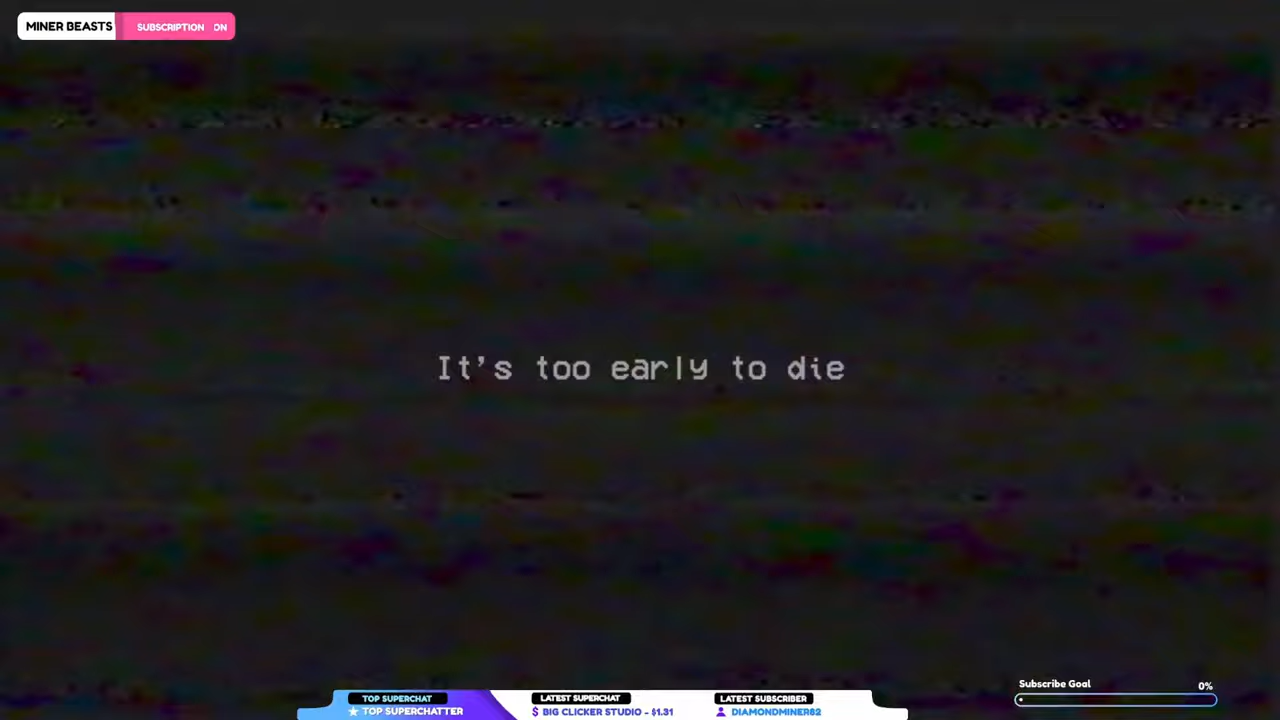 MINER BEASTS SUBSCRIPTION ON
It's too early to die
Subscribe Goal 0%
TOP SUPERCHAT LATEST SUPERCHAT LATEST SUBSCRIBER
TOP SUPERCHATTER $ BIG CLICKER STUDIO - $1.31 DIAMONDMINER62